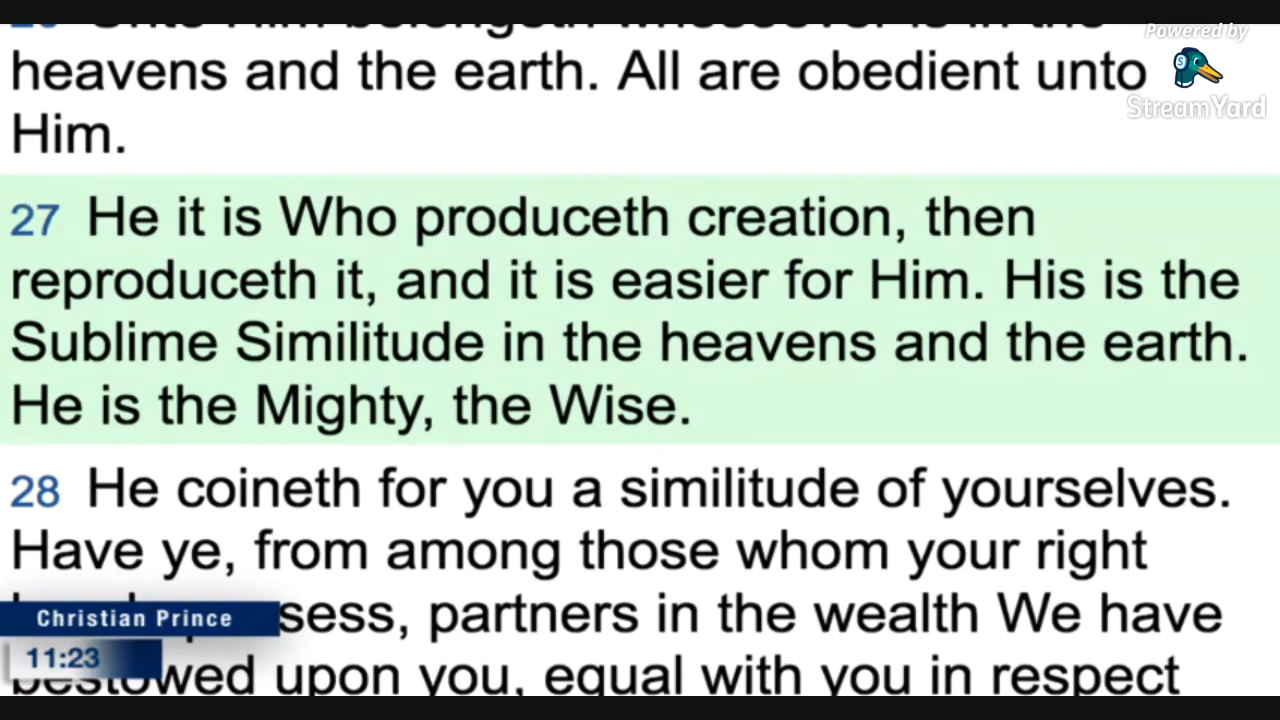 Powered by
StreamYard
heavens and the earth. All are obedient unto
Him.
27 He it is Who produceth creation, then
reproduceth it, and it is easier for Him. His is the
Sublime Similitude in the heavens and the earth.
He is the Mighty, the Wise.
28 He coineth for you a similitude of yourselves.
Have ye, from among those whom your right
partners in the wealth We have
bestowed upon you, equal with you in respect
Christian Prince
11:23